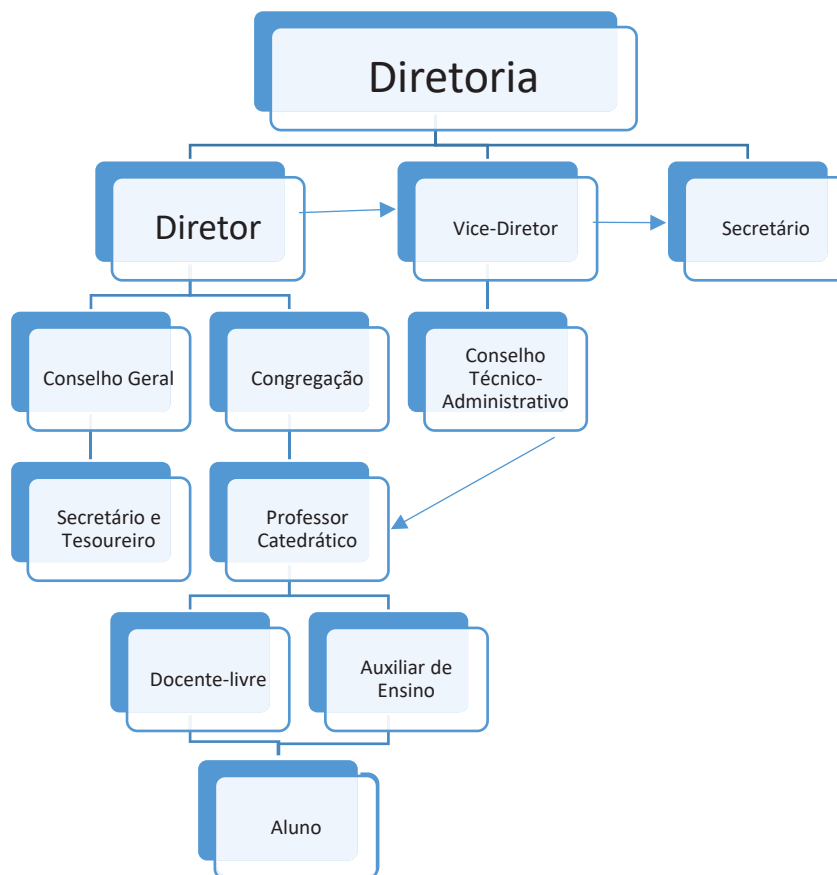 Diretoria
Diretor
Vice-Diretor
Secretário
Conselho Geral
Congregação
Conselho
Técnico-
Administrativo
Secretário e
Tesoureiro
Professor
Catedrático
Docente-livre
Auxiliar de
Ensino
Aluno